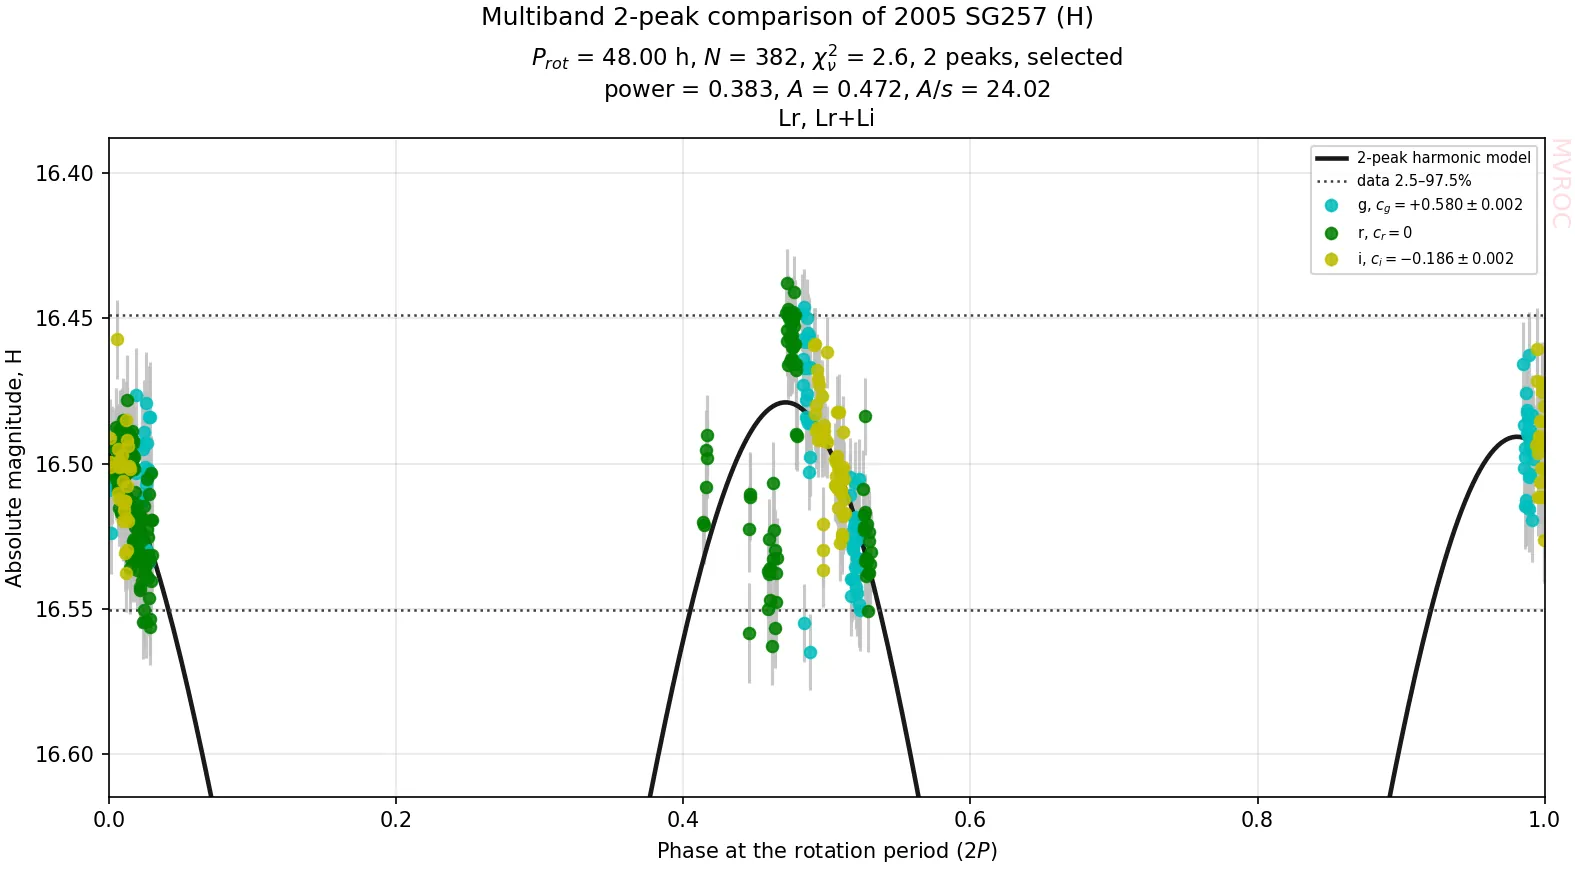 Multiband 2-peak comparison of 2005 SG257 (H)
P_rot = 48.00 h, N = 382, χ²_ν = 2.6, 2 peaks, selected
power = 0.383, A = 0.472, A/s = 24.02
Lr, Lr+Li
2-peak harmonic model
data 2.5–97.5%
g, c_g = +0.580 ± 0.002
r, c_r = 0
i, c_i = −0.186 ± 0.002
MVROC
Absolute magnitude, H
16.40
16.45
16.50
16.55
16.60
0.0 0.2 0.4 0.6 0.8 1.0
Phase at the rotation period (2P)